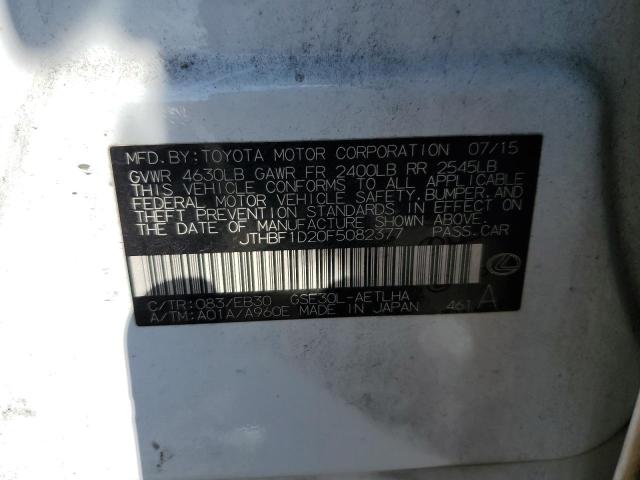 MFD. BY: TOYOTA MOTOR CORPORATION 07/15
GVWR 4630LB GAWR FR 2400LB RR 2545LB
THIS VEHICLE CONFORMS TO ALL APPLICABLE
FEDERAL MOTOR VEHICLE SAFETY, BUMPER, AND
THEFT PREVENTION STANDARDS IN EFFECT ON
THE DATE OF MANUFACTURE SHOWN ABOVE.
JTHBF1D20F5082377 PASS.CAR
C/TR: 083/EB30 GSE30L-AETLHA
A/TM: A01A/A960E MADE IN JAPAN 461 A